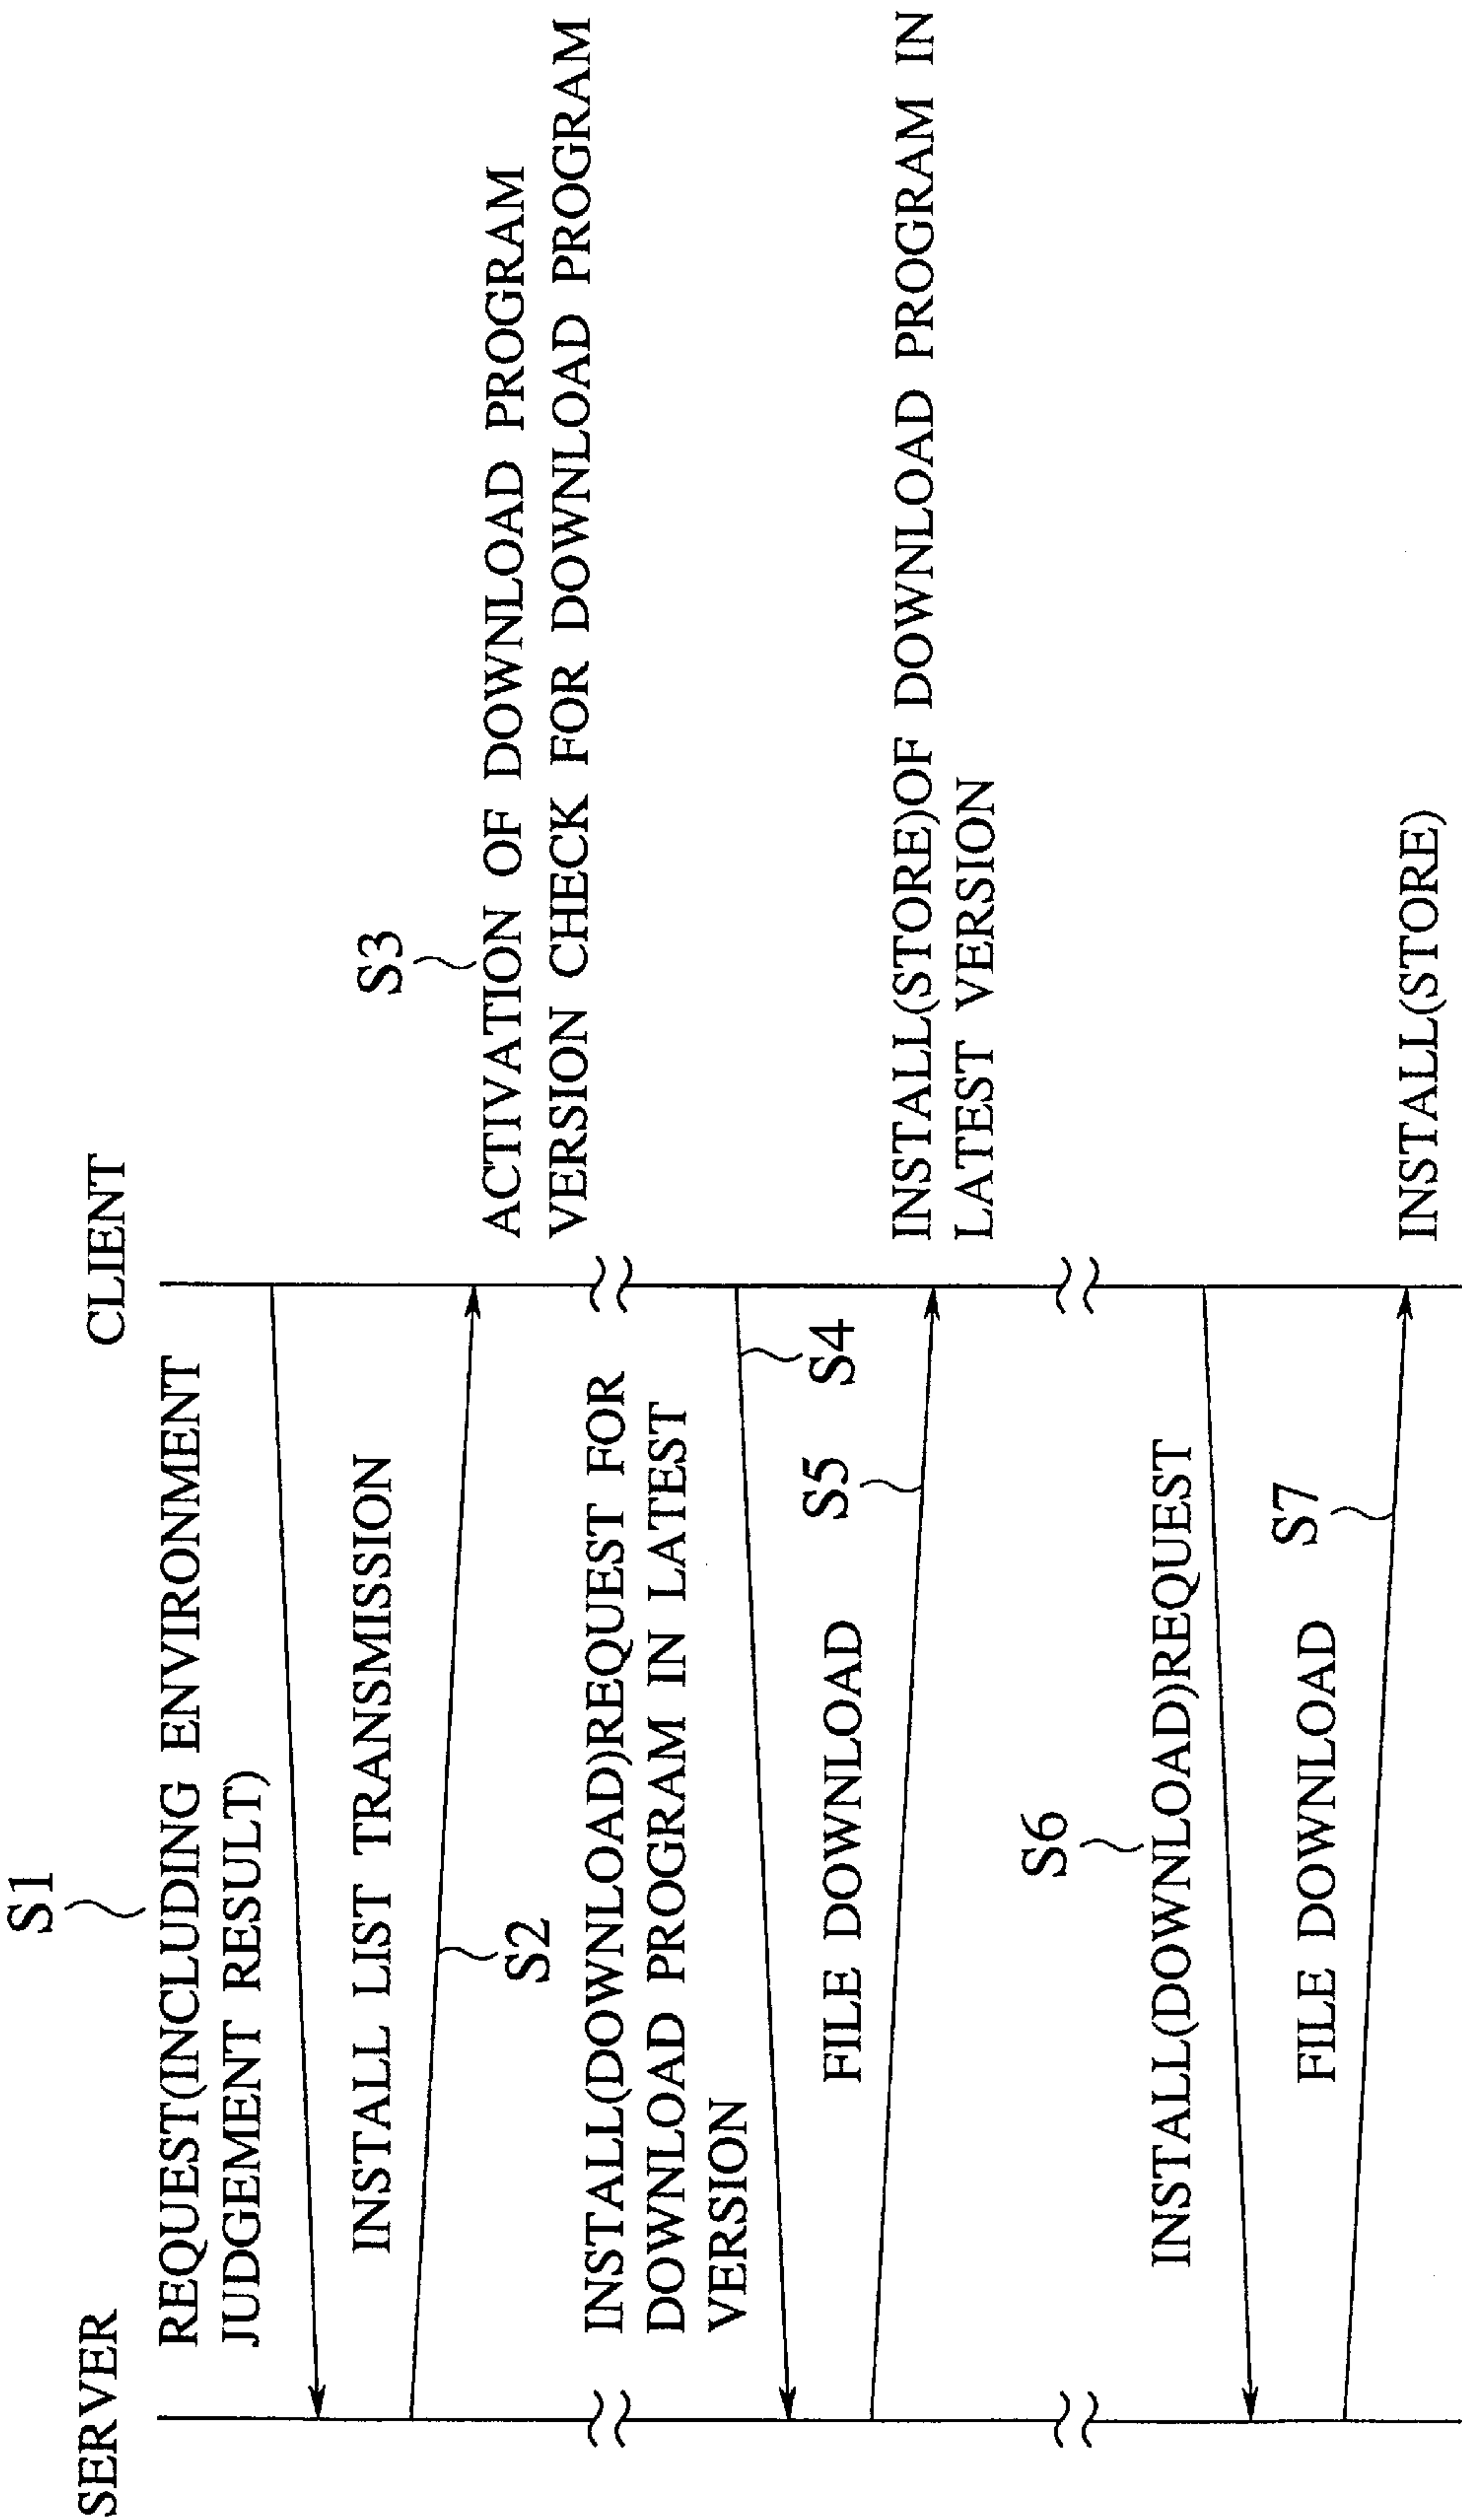 SERVER
CLIENT
S1
REQUEST(INCLUDING ENVIRONMENT
JUDGEMENT RESULT)
INSTALL LIST TRANSMISSION
S2
S3
ACTIVATION OF DOWNLOAD PROGRAM
VERSION CHECK FOR DOWNLOAD PROGRAM
INSTALL(DOWNLOAD)REQUEST FOR
DOWNLOAD PROGRAM IN LATEST
VERSION
S4
FILE DOWNLOAD
S5
INSTALL(STORE)OF DOWNLOAD PROGRAM IN
LATEST VERSION
S6
INSTALL(DOWNLOAD)REQUEST
FILE DOWNLOAD
S7
INSTALL(STORE)